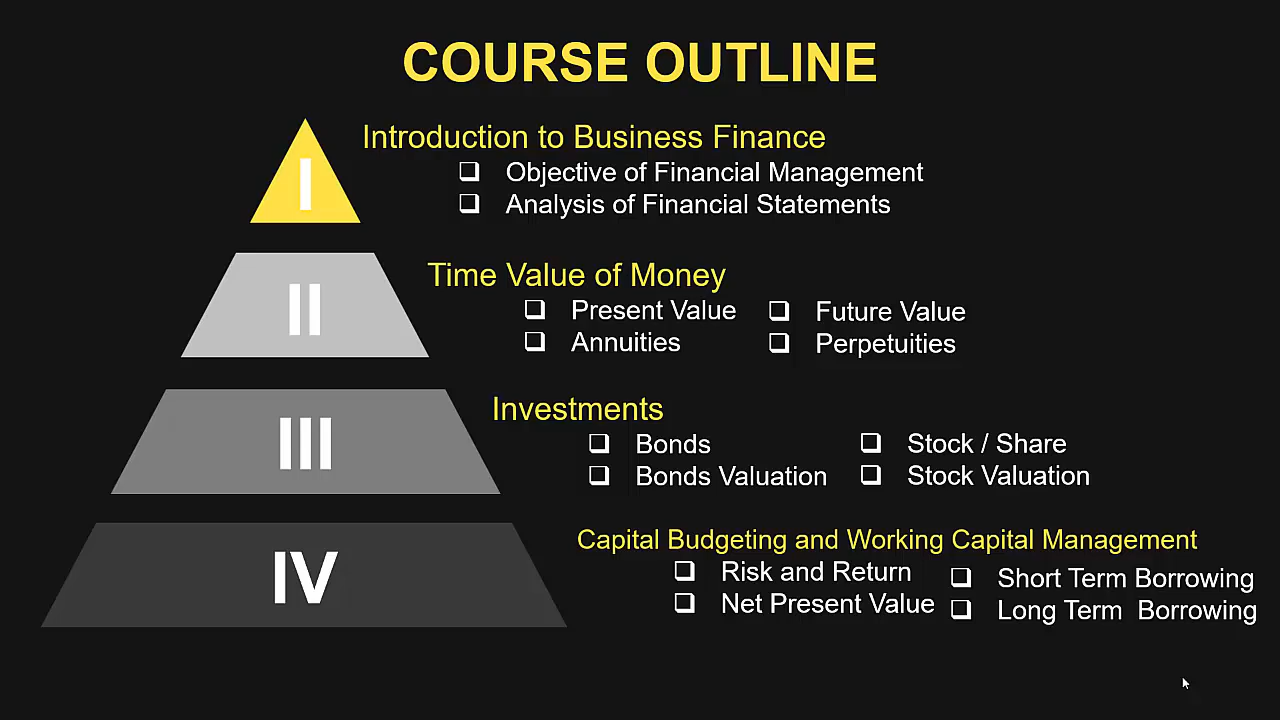 COURSE OUTLINE
I
Introduction to Business Finance
❑ Objective of Financial Management
❑ Analysis of Financial Statements
II
Time Value of Money
❑ Present Value ❑ Future Value
❑ Annuities ❑ Perpetuities
III
Investments
❑ Bonds ❑ Stock / Share
❑ Bonds Valuation ❑ Stock Valuation
IV
Capital Budgeting and Working Capital Management
❑ Risk and Return ❑ Short Term Borrowing
❑ Net Present Value ❑ Long Term Borrowing